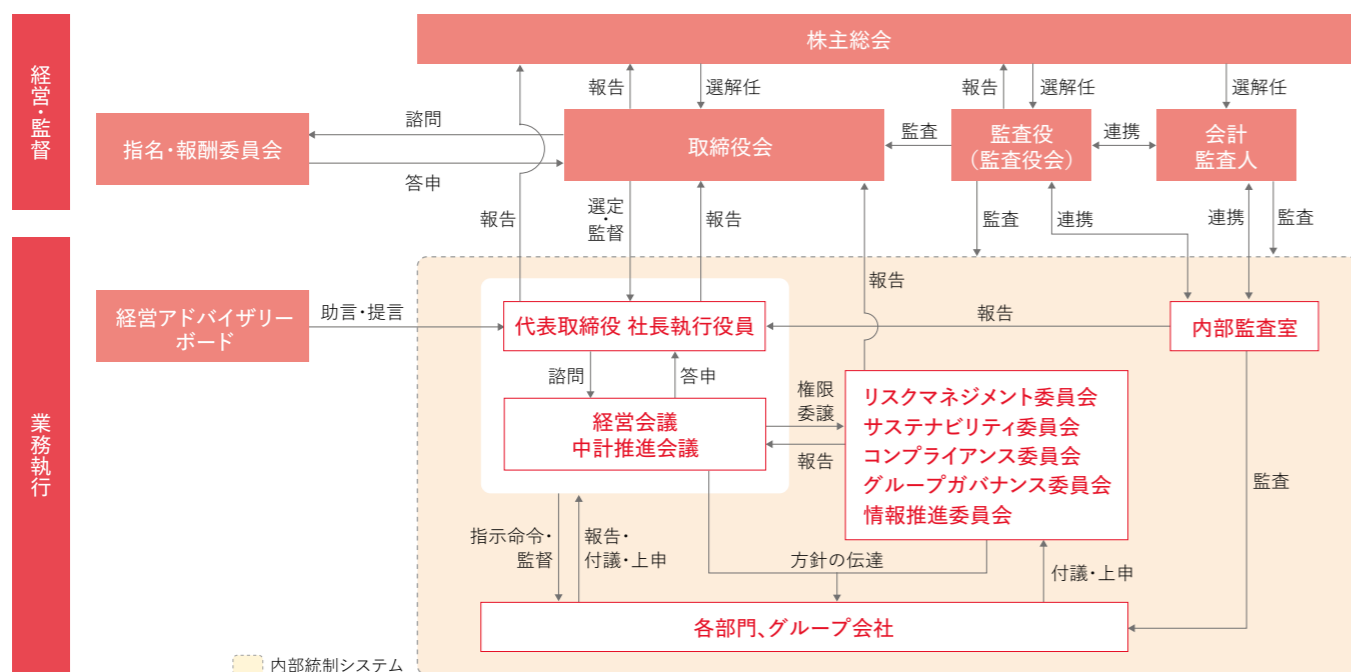 経営・監督
株主総会
報告
選解任
報告
選解任
選解任
指名・報酬委員会
諮問
答申
取締役会
監査
監査役
（監査役会）
連携
会計
監査人
報告
選定・監督
報告
報告
監査
連携
連携
監査
業務執行
経営アドバイザリー
ボード
助言・提言
代表取締役 社長執行役員
報告
内部監査室
諮問
答申
経営会議
中計推進会議
権限
委譲
報告
リスクマネジメント委員会
サステナビリティ委員会
コンプライアンス委員会
グループガバナンス委員会
情報推進委員会
監査
指示命令・
監督
報告・
付議・上申
方針の伝達
付議・上申
各部門、グループ会社
内部統制システム